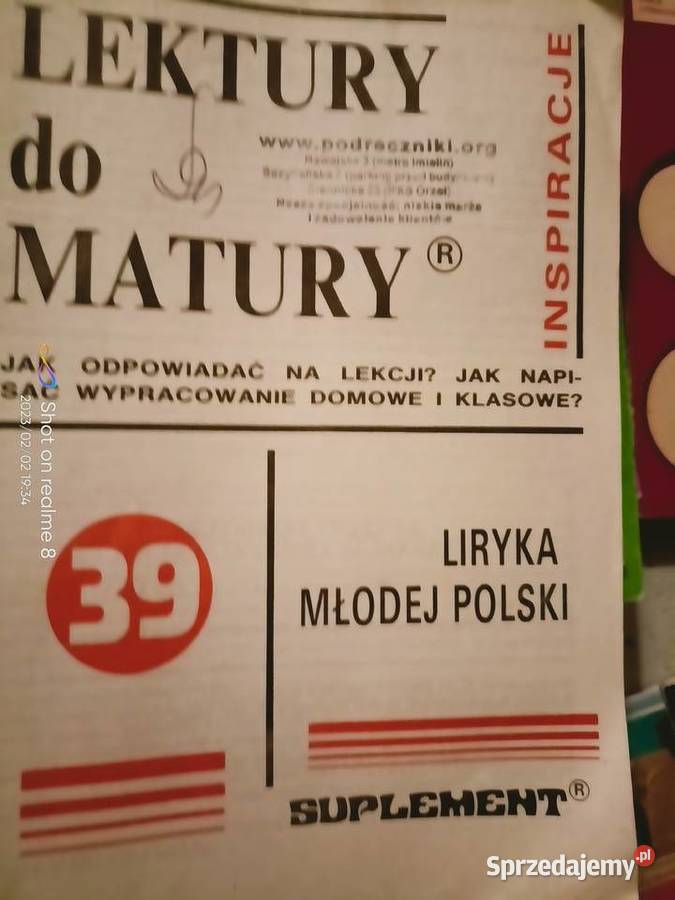 LEKTURY
do
MATURY®
INSPIRACJE
www.podreczniki.org
JAK ODPOWIADAĆ NA LEKCJI? JAK NAPI-
SAĆ WYPRACOWANIE DOMOWE I KLASOWE?
39
LIRYKA
MŁODEJ POLSKI
SUPLEMENT®
Shot on realme 8
2023/02/02 19:34
Sprzedajemy.pl